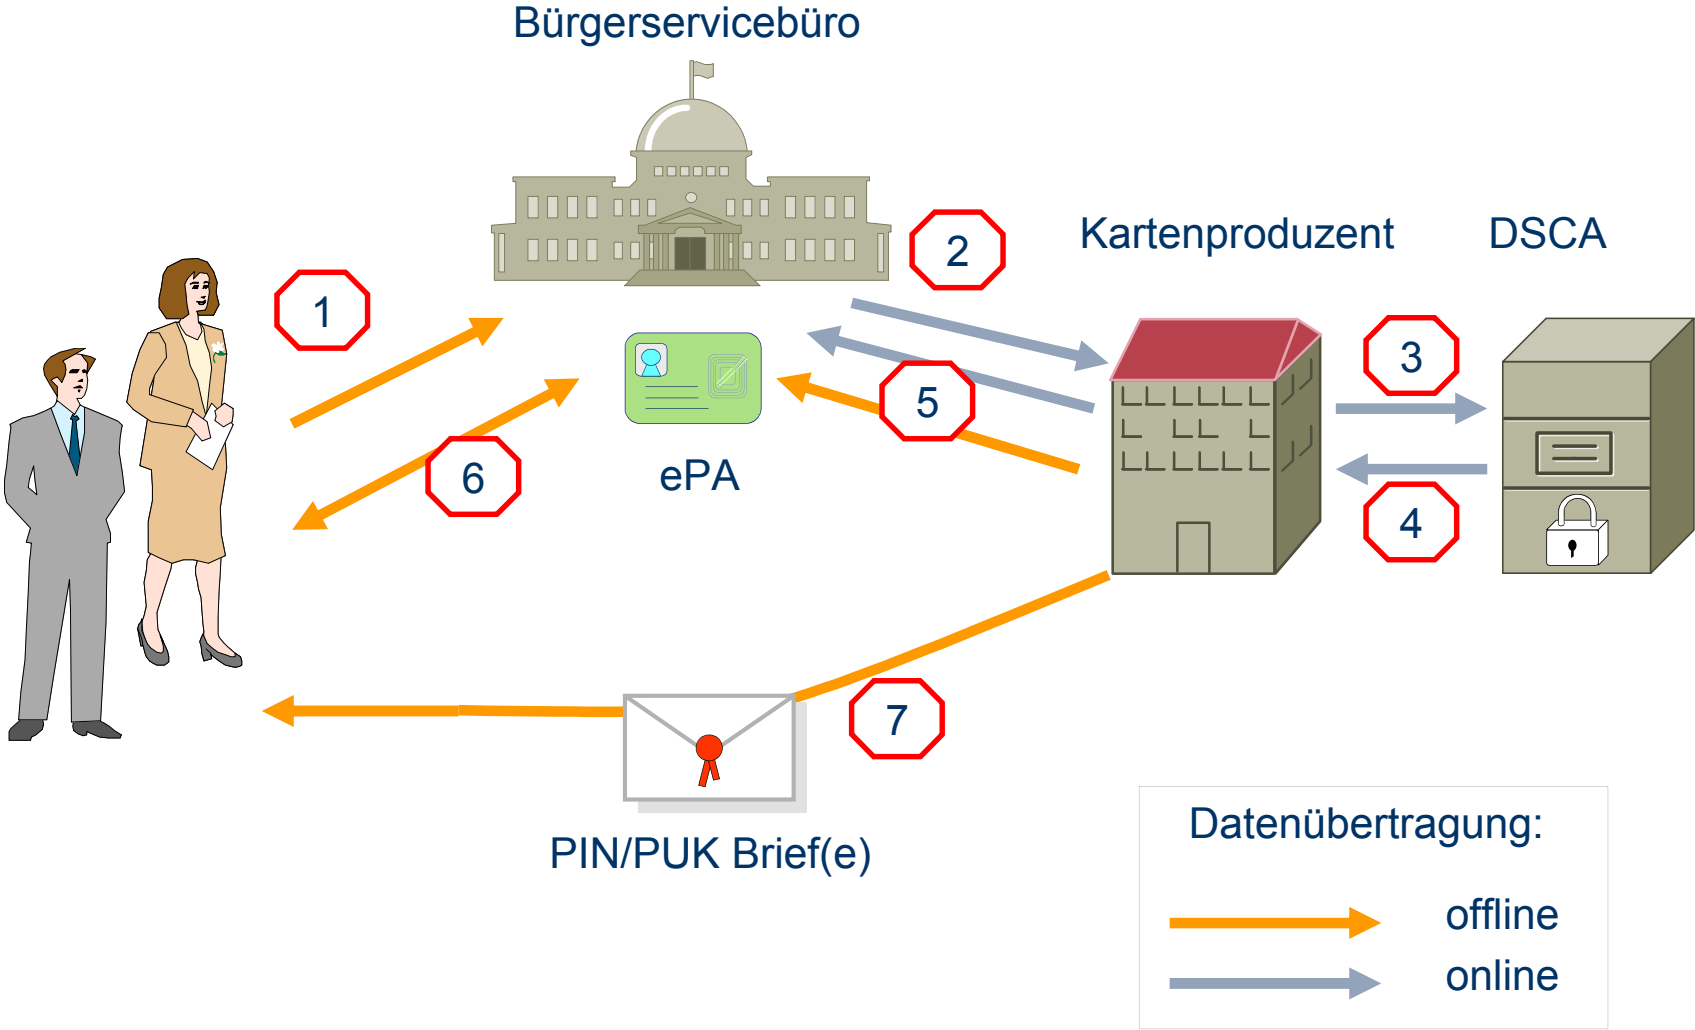 Bürgerservicebüro
2
Kartenproduzent
DSCA
1
3
5
6
ePA
4
7
PIN/PUK Brief(e)
Datenübertragung:
offline
online